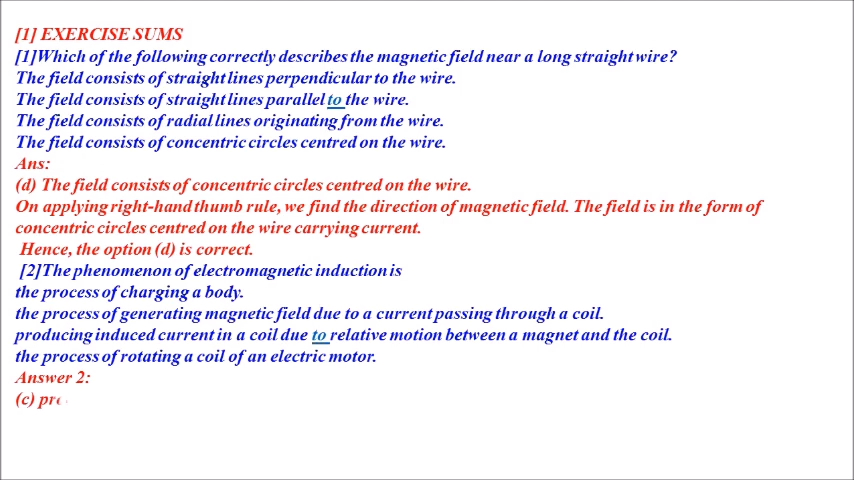 [1] EXERCISE SUMS
[1]Which of the following correctly describes the magnetic field near a long straight wire?
The field consists of straight lines perpendicular to the wire.
The field consists of straight lines parallel to the wire.
The field consists of radial lines originating from the wire.
The field consists of concentric circles centred on the wire.
Ans:
(d) The field consists of concentric circles centred on the wire.
On applying right-hand thumb rule, we find the direction of magnetic field. The field is in the form of
concentric circles centred on the wire carrying current.
Hence, the option (d) is correct.
[2]The phenomenon of electromagnetic induction is
the process of charging a body.
the process of generating magnetic field due to a current passing through a coil.
producing induced current in a coil due to relative motion between a magnet and the coil.
the process of rotating a coil of an electric motor.
Answer 2:
(c)